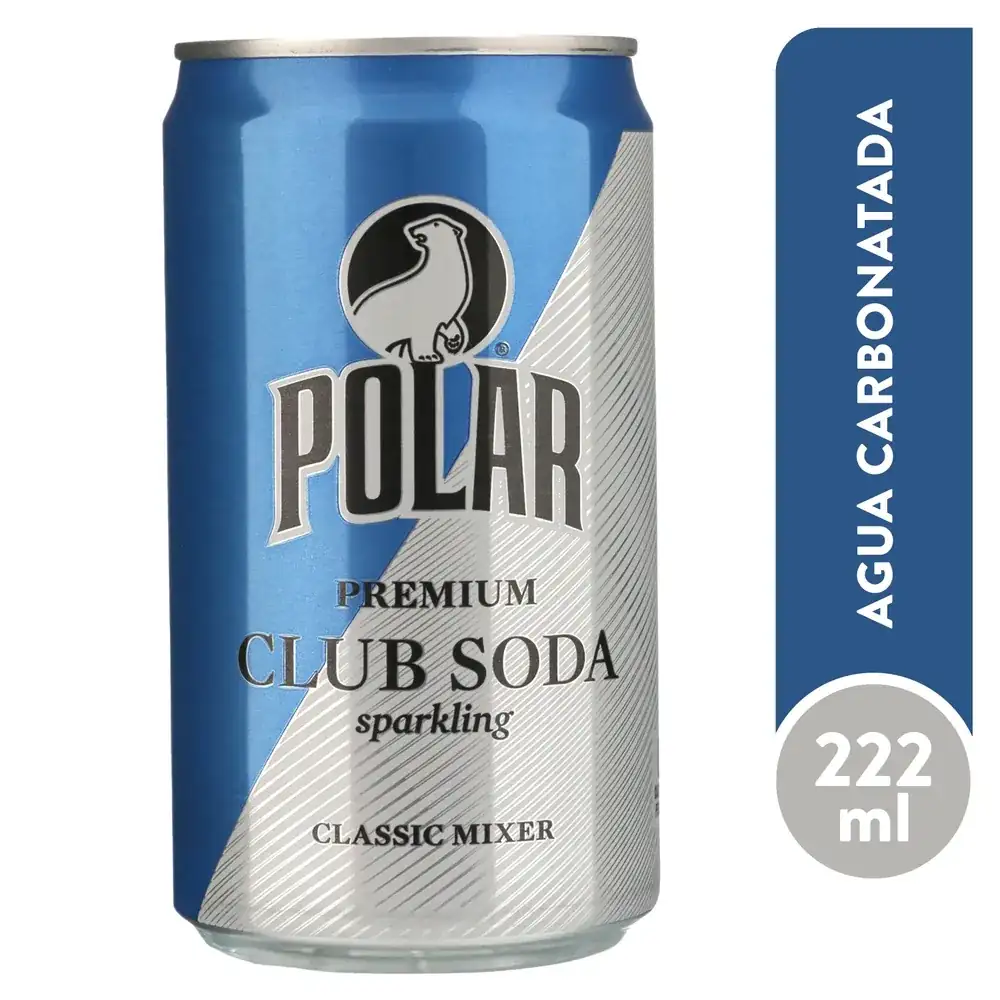 POLAR
®
PREMIUM
CLUB SODA
sparkling
CLASSIC MIXER
AGUA CARBONATADA
222
ml